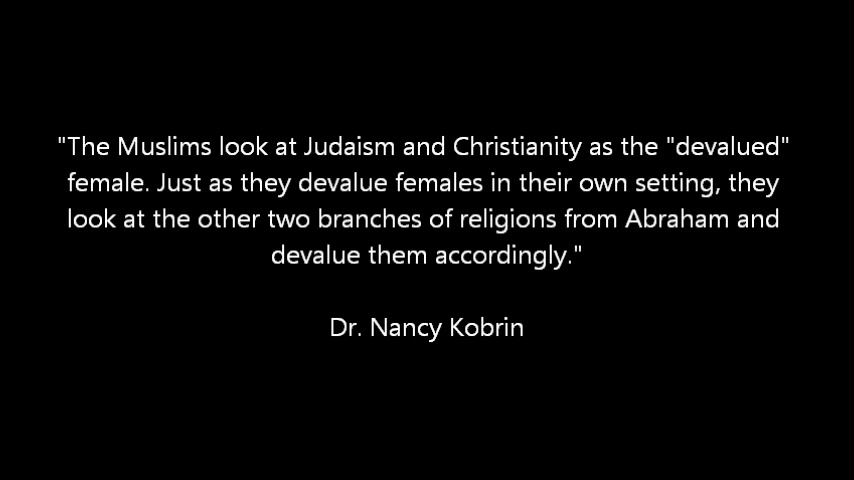 "The Muslims look at Judaism and Christianity as the "devalued"
female. Just as they devalue females in their own setting, they
look at the other two branches of religions from Abraham and
devalue them accordingly."
Dr. Nancy Kobrin